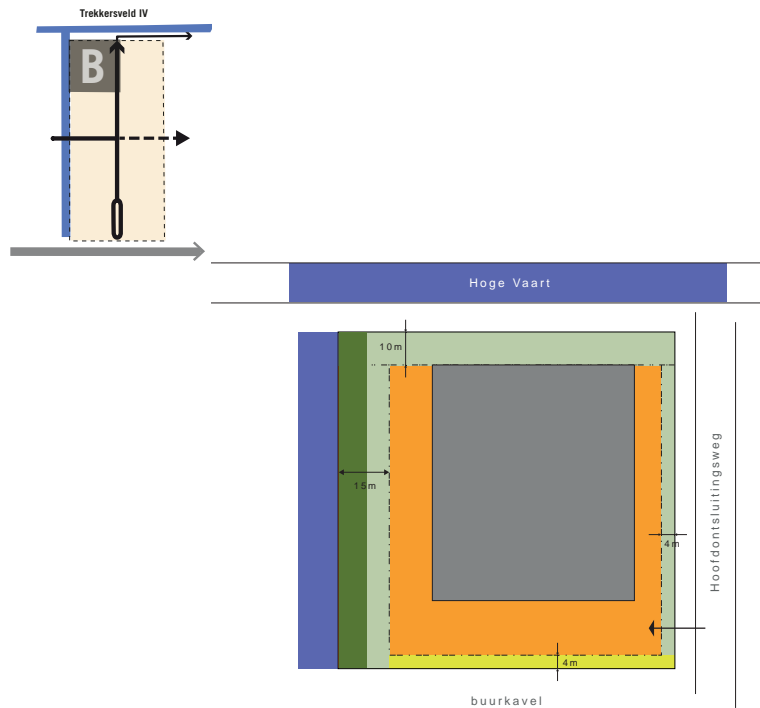 Trekkersveld IV
B
Hoge Vaart
10m
15m
4m
Hoofdontsluitingsweg
4m
buurkavel